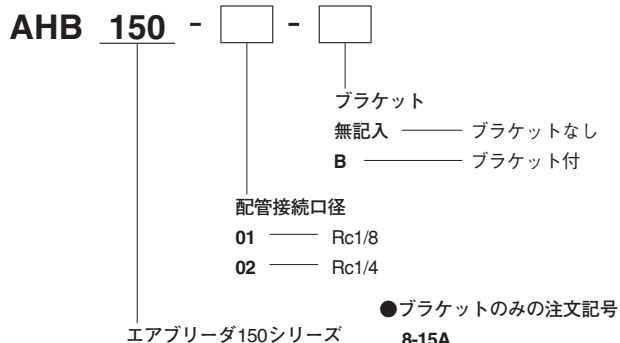 AHB 150 - □ - □
ブラケット
無記入 ─── ブラケットなし
B ─── ブラケット付
配管接続口径
01 ─── Rc1/8
02 ─── Rc1/4
エアブリーダ150シリーズ
●ブラケットのみの注文記号
8-15A